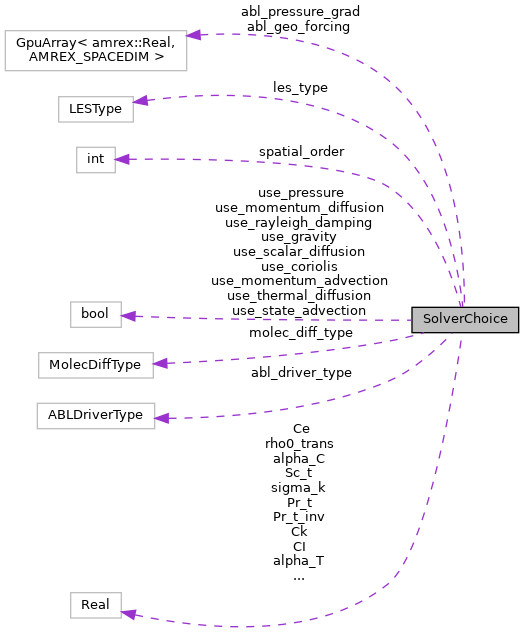 abl_pressure_grad
abl_geo_forcing
GpuArray< amrex::Real,
AMREX_SPACEDIM >
les_type
LESType
spatial_order
int
use_pressure
use_momentum_diffusion
use_rayleigh_damping
use_gravity
use_scalar_diffusion
use_coriolis
use_momentum_advection
use_thermal_diffusion
use_state_advection
bool
SolverChoice
molec_diff_type
MolecDiffType
abl_driver_type
ABLDriverType
Ce
rho0_trans
alpha_C
Sc_t
sigma_k
Pr_t
Pr_t_inv
Ck
CI
alpha_T
...
Real